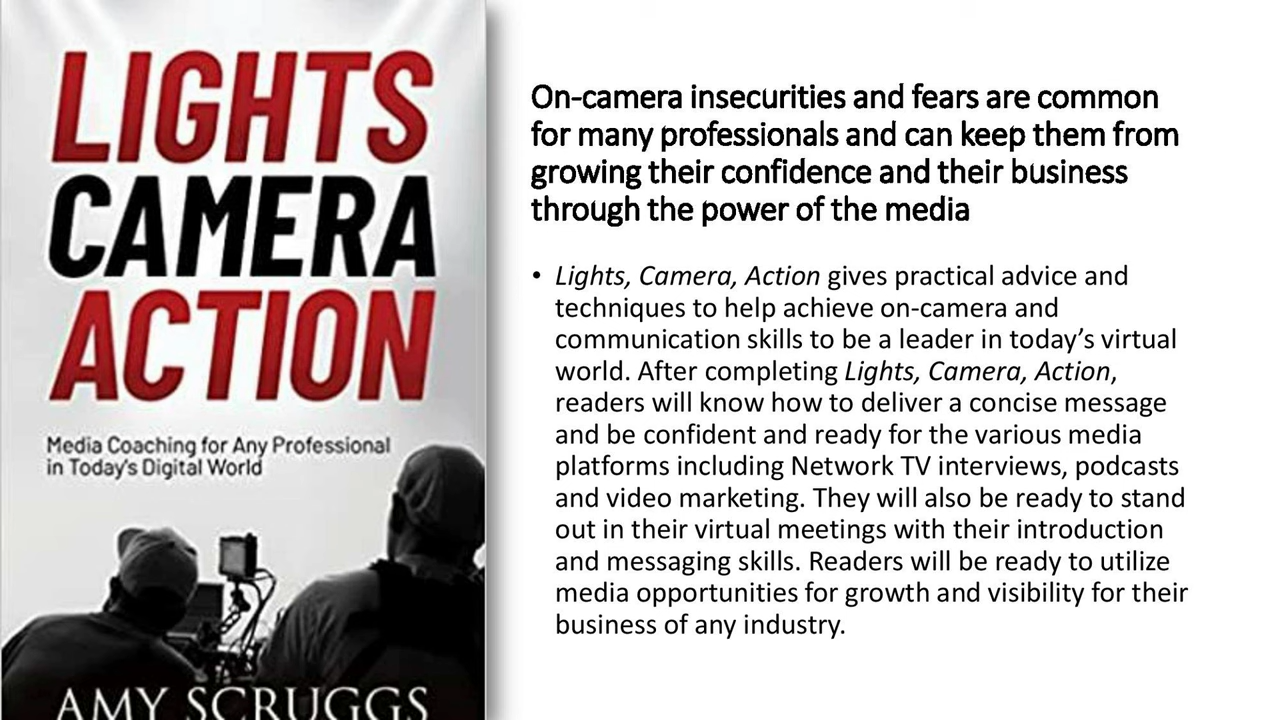 LIGHTS
CAMERA
ACTION
Media Coaching for Any Professional
in Today's Digital World
AMY SCRUGGS
On-camera insecurities and fears are common
for many professionals and can keep them from
growing their confidence and their business
through the power of the media
• Lights, Camera, Action gives practical advice and
techniques to help achieve on-camera and
communication skills to be a leader in today’s virtual
world. After completing Lights, Camera, Action,
readers will know how to deliver a concise message
and be confident and ready for the various media
platforms including Network TV interviews, podcasts
and video marketing. They will also be ready to stand
out in their virtual meetings with their introduction
and messaging skills. Readers will be ready to utilize
media opportunities for growth and visibility for their
business of any industry.